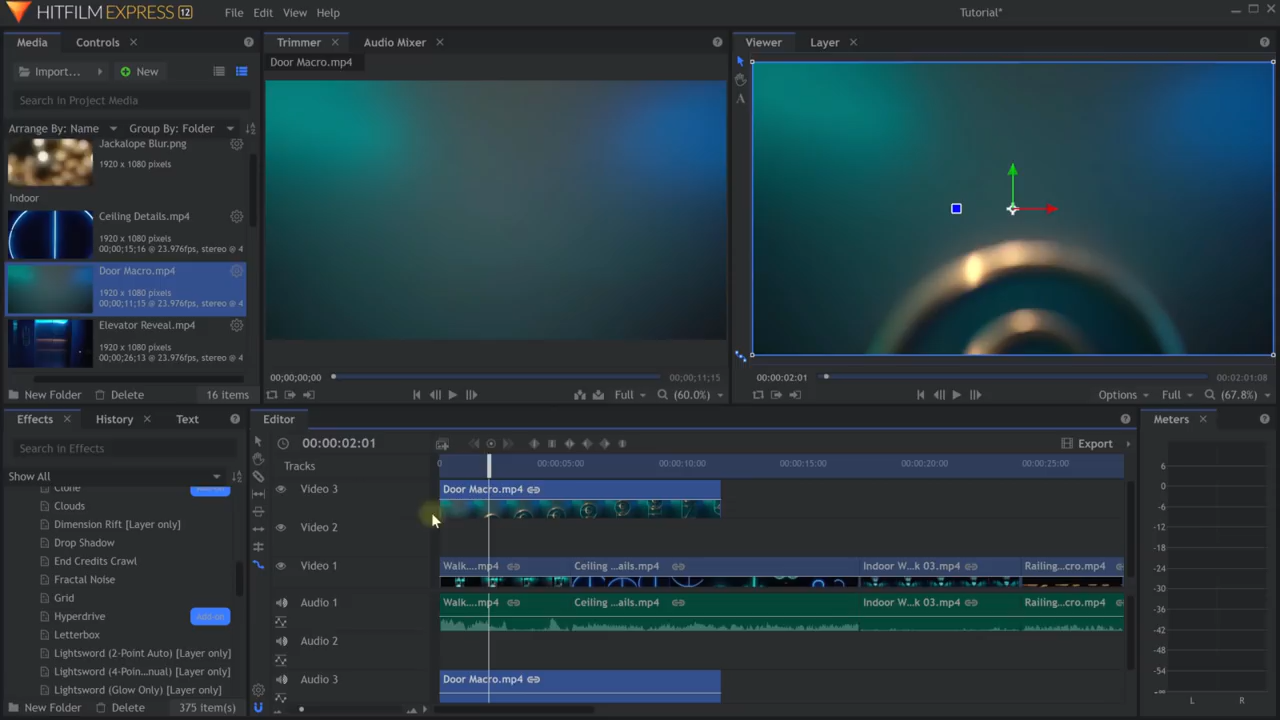 HITFILM EXPRESS 12 File Edit View Help Tutorial*
Media Controls
Import... New
Search in Project Media
Arrange By: Name Group By: Folder
Jackalope Blur.png
1920 x 1080 pixels
Indoor
Ceiling Details.mp4
1920 x 1080 pixels
00;00;15;16 @ 23.976fps, stereo @ 4
Door Macro.mp4
1920 x 1080 pixels
00;00;11;15 @ 23.976fps, stereo @ 4
Elevator Reveal.mp4
1920 x 1080 pixels
00;00;26;13 @ 23.976fps, stereo @ 4
New Folder Delete 16 items
Trimmer Audio Mixer
Door Macro.mp4
00;00;00;00 00;00;11;15
Full (60.0%)
Viewer Layer
A
00:00:02:01 00:02:01:08
Options Full (67.8%)
Effects History Text
Search in Effects
Show All
Clone Add-on
Clouds
Dimension Rift [Layer only]
Drop Shadow
End Credits Crawl
Fractal Noise
Grid
Hyperdrive Add-on
Letterbox
Lightsword (2-Point Auto) [Layer only]
Lightsword (4-Poin...nual) [Layer only]
Lightsword (Glow Only) [Layer only]
New Folder Delete 375 item(s)
Editor
00:00:02:01 Export
Tracks 0 00:00:05:00 00:00:10:00 00:00:15:00 00:00:20:00 00:00:25:00
Video 3 Door Macro.mp4
Video 2
Video 1 Walk....mp4 Ceiling ...ails.mp4 Indoor W...k 03.mp4 Railing...cro.mp4
Audio 1 Walk....mp4 Ceiling ...ails.mp4 Indoor W...k 03.mp4 Railing...cro.mp4
Audio 2
Audio 3 Door Macro.mp4
Meters
6
0
-6
-12
-18
-24
-30
-36
-42
-48
-54
-∞
L R